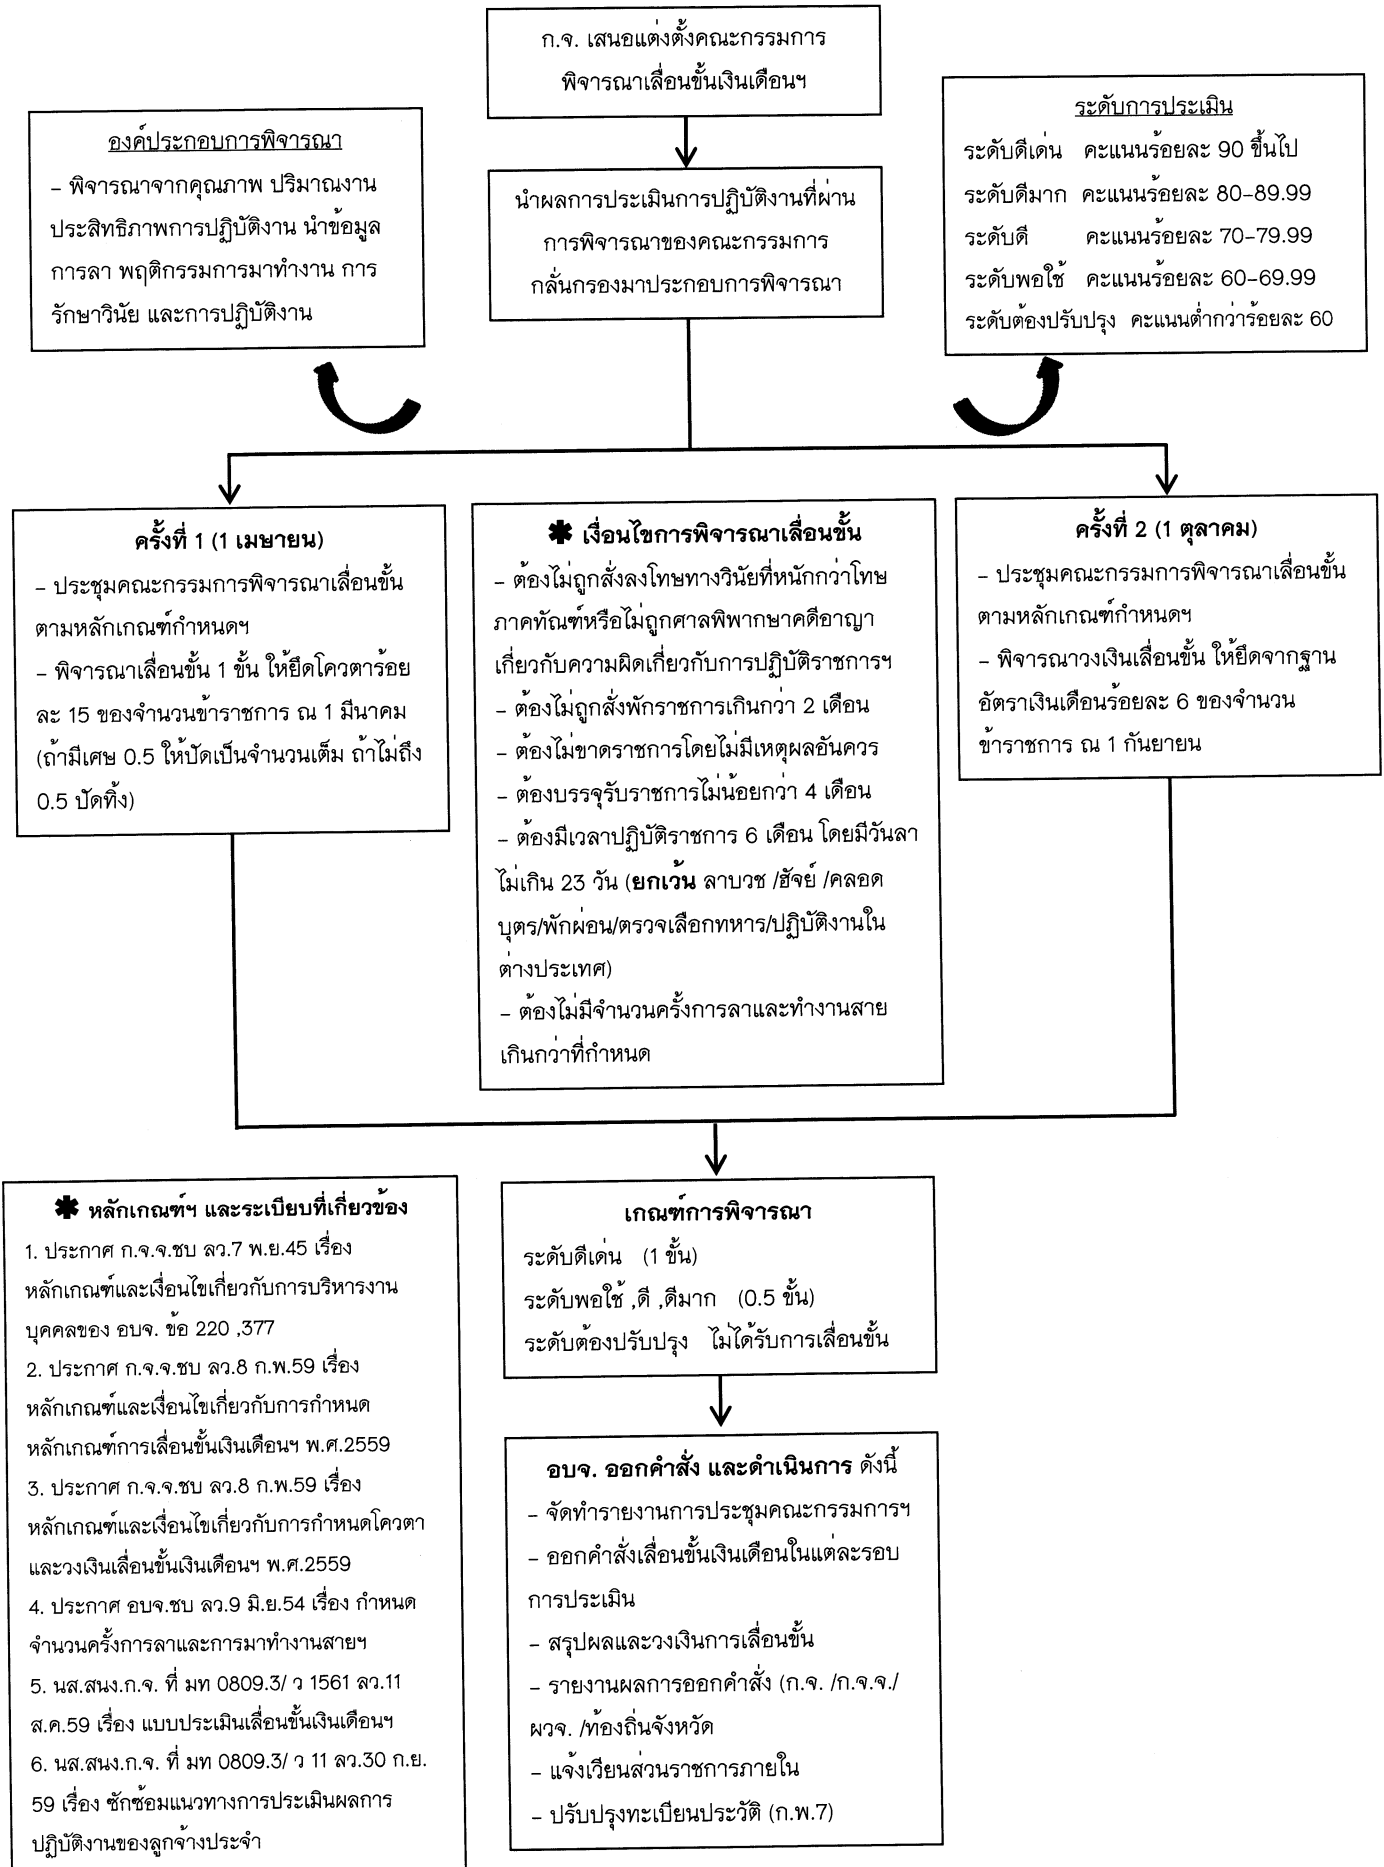 ก.จ. เสนอแต่งตั้งคณะกรรมการ
พิจารณาเลื่อนขั้นเงินเดือนฯ
องค์ประกอบการพิจารณา
– พิจารณาจากคุณภาพ ปริมาณงาน
ประสิทธิภาพการปฏิบัติงาน นำข้อมูล
การลา พฤติกรรมการมาทำงาน การ
รักษาวินัย และการปฏิบัติงาน
นำผลการประเมินการปฏิบัติงานที่ผ่าน
การพิจารณาของคณะกรรมการ
กลั่นกรองมาประกอบการพิจารณา
ระดับการประเมิน
ระดับดีเด่น คะแนนร้อยละ 90 ขึ้นไป
ระดับดีมาก คะแนนร้อยละ 80–89.99
ระดับดี คะแนนร้อยละ 70–79.99
ระดับพอใช้ คะแนนร้อยละ 60–69.99
ระดับต้องปรับปรุง คะแนนต่ำกว่าร้อยละ 60
ครั้งที่ 1 (1 เมษายน)
– ประชุมคณะกรรมการพิจารณาเลื่อนขั้น
ตามหลักเกณฑ์กำหนดฯ
– พิจารณาเลื่อนขั้น 1 ขั้น ให้ยึดโควตาร้อย
ละ 15 ของจำนวนข้าราชการ ณ 1 มีนาคม
(ถ้ามีเศษ 0.5 ให้ปัดเป็นจำนวนเต็ม ถ้าไม่ถึง
0.5 ปัดทิ้ง)
✱ เงื่อนไขการพิจารณาเลื่อนขั้น
– ต้องไม่ถูกสั่งลงโทษทางวินัยที่หนักกว่าโทษ
ภาคทัณฑ์หรือไม่ถูกศาลพิพากษาคดีอาญา
เกี่ยวกับความผิดเกี่ยวกับการปฏิบัติราชการฯ
– ต้องไม่ถูกสั่งพักราชการเกินกว่า 2 เดือน
– ต้องไม่ขาดราชการโดยไม่มีเหตุผลอันควร
– ต้องบรรจุรับราชการไม่น้อยกว่า 4 เดือน
– ต้องมีเวลาปฏิบัติราชการ 6 เดือน โดยมีวันลา
ไม่เกิน 23 วัน (ยกเว้น ลาบวช /ฮัจย์ /คลอด
บุตร/พักผ่อน/ตรวจเลือกทหาร/ปฏิบัติงานใน
ต่างประเทศ)
– ต้องไม่มีจำนวนครั้งการลาและทำงานสาย
เกินกว่าที่กำหนด
ครั้งที่ 2 (1 ตุลาคม)
– ประชุมคณะกรรมการพิจารณาเลื่อนขั้น
ตามหลักเกณฑ์กำหนดฯ
– พิจารณาวงเงินเลื่อนขั้น ให้ยึดจากฐาน
อัตราเงินเดือนร้อยละ 6 ของจำนวน
ข้าราชการ ณ 1 กันยายน
✱ หลักเกณฑ์ฯ และระเบียบที่เกี่ยวข้อง
1. ประกาศ ก.จ.จ.ชบ ลว.7 พ.ย.45 เรื่อง
หลักเกณฑ์และเงื่อนไขเกี่ยวกับการบริหารงาน
บุคคลของ อบจ. ข้อ 220 ,377
2. ประกาศ ก.จ.จ.ชบ ลว.8 ก.พ.59 เรื่อง
หลักเกณฑ์และเงื่อนไขเกี่ยวกับการกำหนด
หลักเกณฑ์การเลื่อนขั้นเงินเดือนฯ พ.ศ.2559
3. ประกาศ ก.จ.จ.ชบ ลว.8 ก.พ.59 เรื่อง
หลักเกณฑ์และเงื่อนไขเกี่ยวกับการกำหนดโควตา
และวงเงินเลื่อนขั้นเงินเดือนฯ พ.ศ.2559
4. ประกาศ อบจ.ชบ ลว.9 มิ.ย.54 เรื่อง กำหนด
จำนวนครั้งการลาและการมาทำงานสายฯ
5. นส.สนง.ก.จ. ที่ มท 0809.3/ ว 1561 ลว.11
ส.ค.59 เรื่อง แบบประเมินเลื่อนขั้นเงินเดือนฯ
6. นส.สนง.ก.จ. ที่ มท 0809.3/ ว 11 ลว.30 ก.ย.
59 เรื่อง ซักซ้อมแนวทางการประเมินผลการ
ปฏิบัติงานของลูกจ้างประจำ
เกณฑ์การพิจารณา
ระดับดีเด่น (1 ขั้น)
ระดับพอใช้ ,ดี ,ดีมาก (0.5 ขั้น)
ระดับต้องปรับปรุง ไม่ได้รับการเลื่อนขั้น
อบจ. ออกคำสั่ง และดำเนินการ ดังนี้
– จัดทำรายงานการประชุมคณะกรรมการฯ
– ออกคำสั่งเลื่อนขั้นเงินเดือนในแต่ละรอบ
การประเมิน
– สรุปผลและวงเงินการเลื่อนขั้น
– รายงานผลการออกคำสั่ง (ก.จ. /ก.จ.จ./
ผวจ. /ท้องถิ่นจังหวัด
– แจ้งเวียนส่วนราชการภายใน
– ปรับปรุงทะเบียนประวัติ (ก.พ.7)